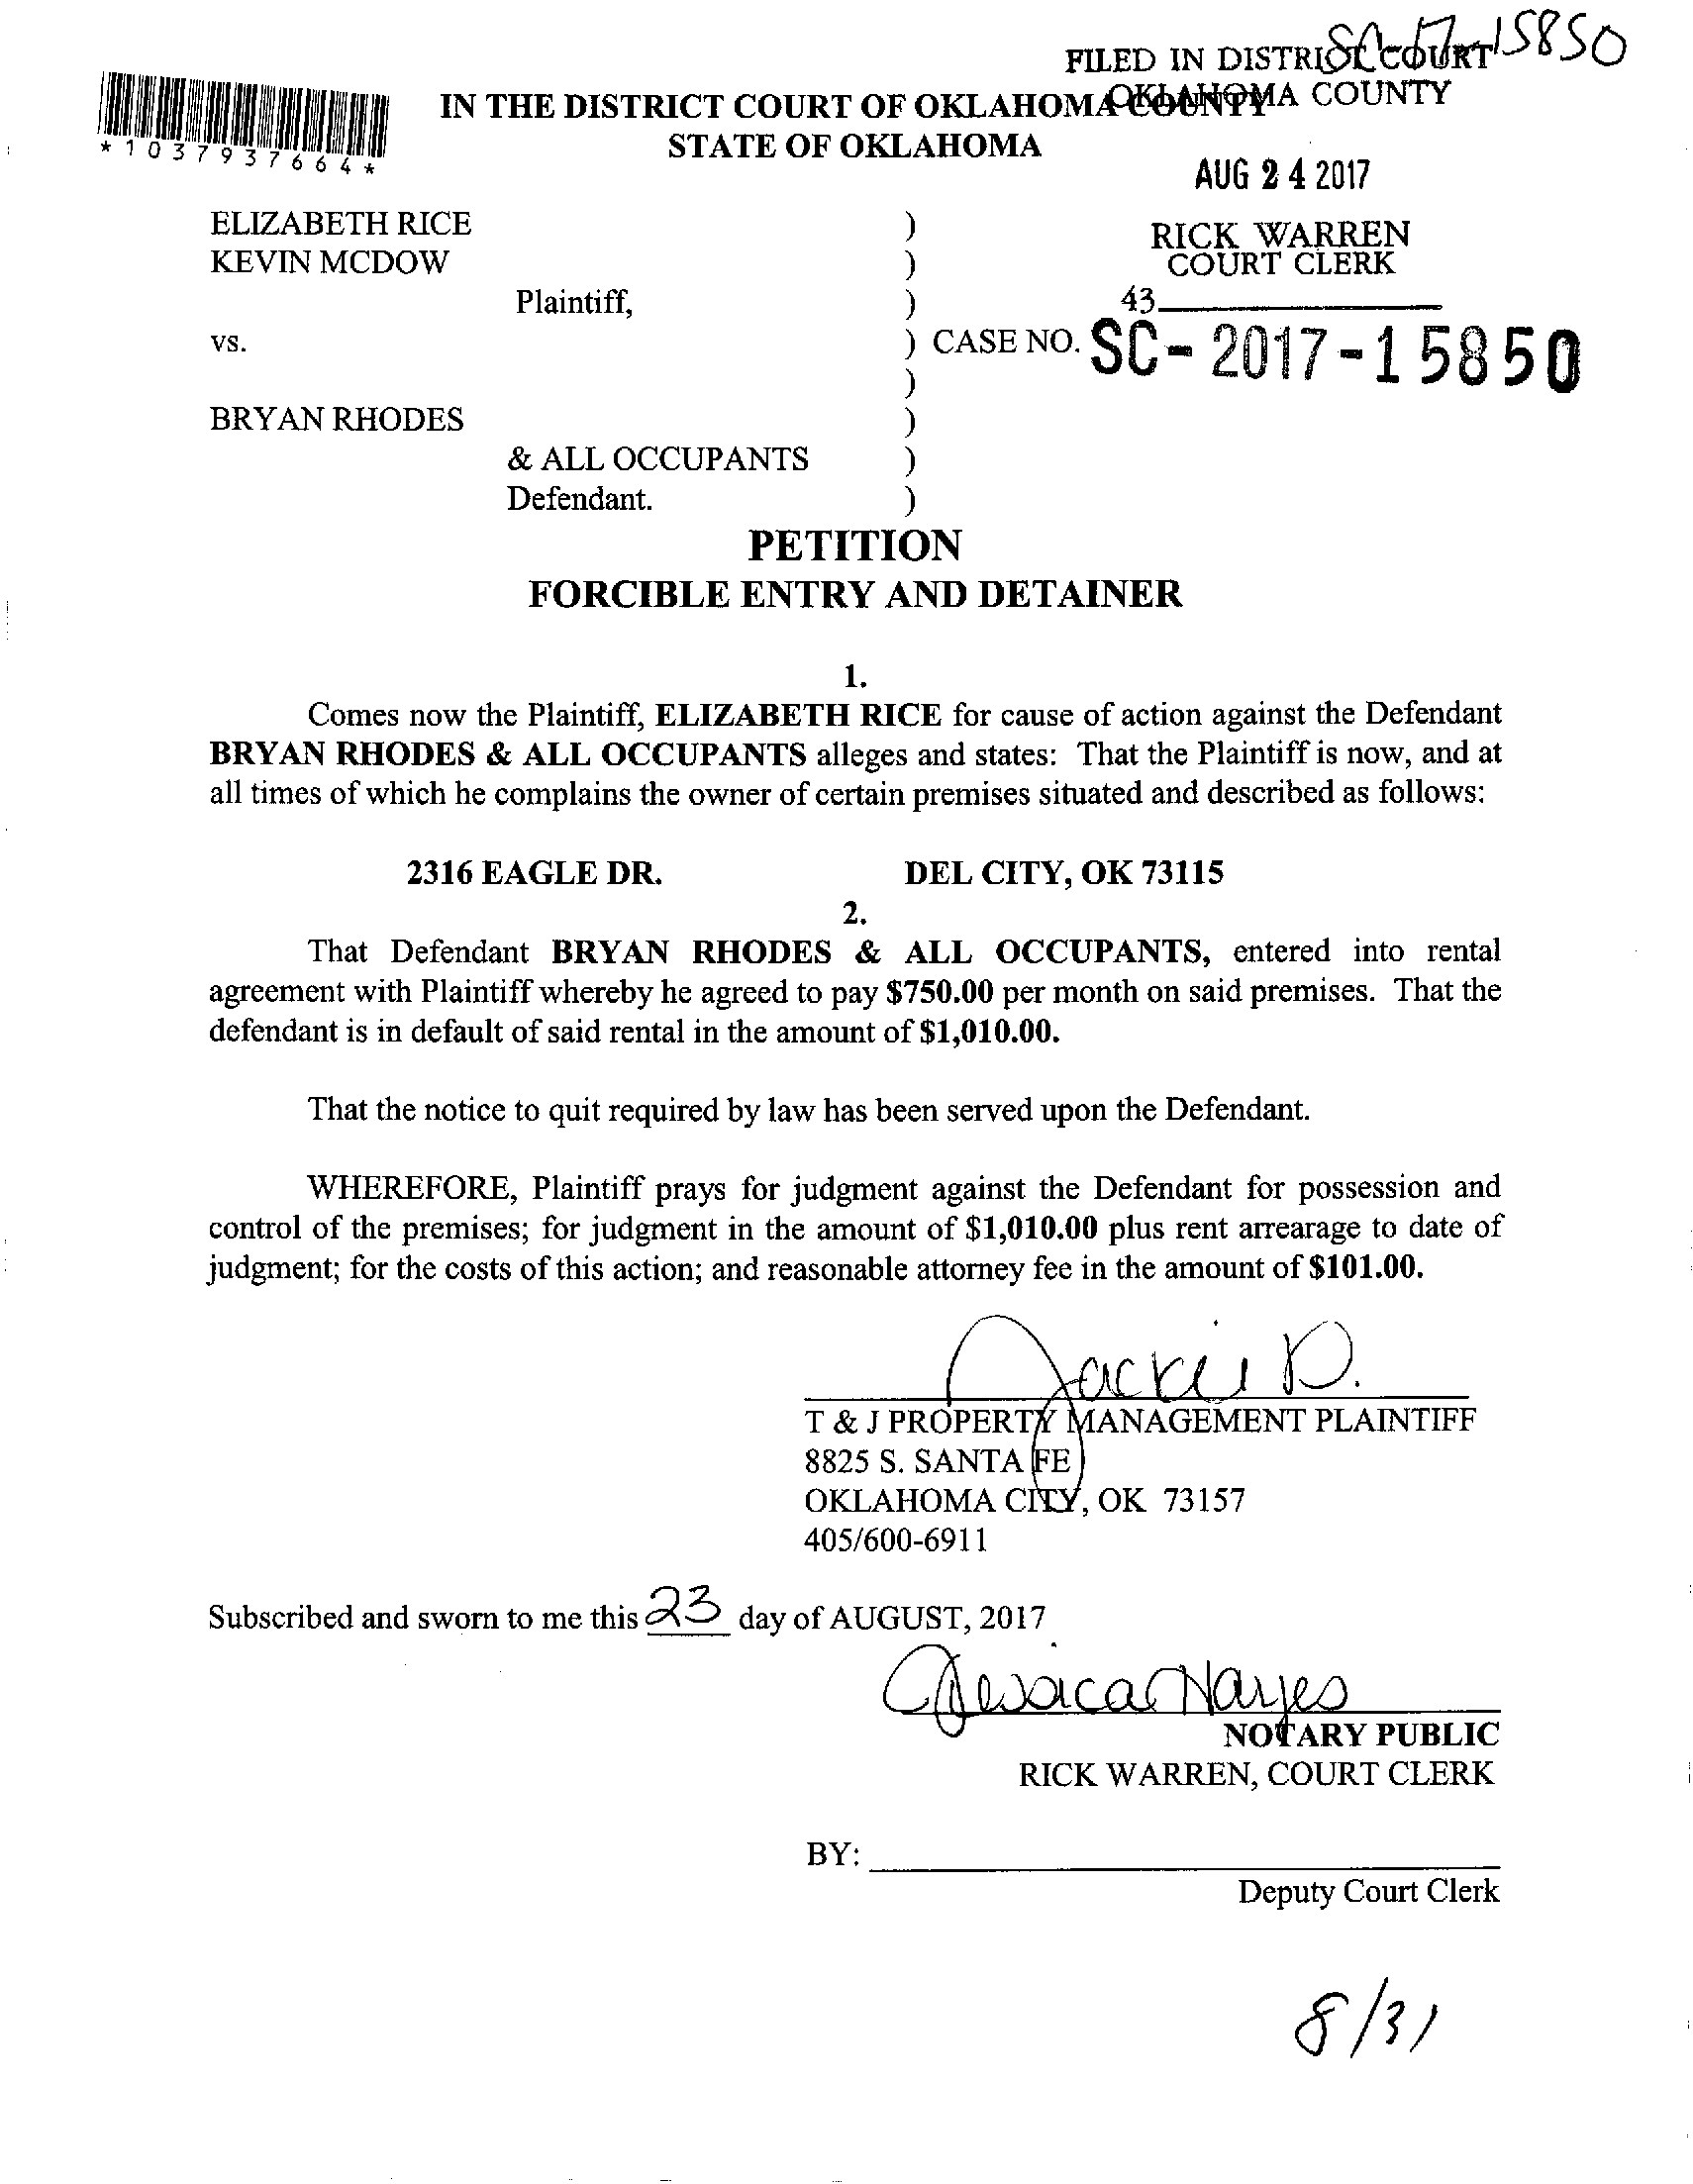 SC-17-15850
FILED IN DISTRICT COURT
OKLAHOMA COUNTY
IN THE DISTRICT COURT OF OKLAHOMA COUNTY
STATE OF OKLAHOMA
*1037937664*
AUG 24 2017
RICK WARREN
COURT CLERK
43
ELIZABETH RICE )
KEVIN MCDOW )
Plaintiff, )
vs. ) CASE NO. SC-2017-15850
)
BRYAN RHODES )
& ALL OCCUPANTS )
Defendant. )
PETITION
FORCIBLE ENTRY AND DETAINER
1.
Comes now the Plaintiff, ELIZABETH RICE for cause of action against the Defendant
BRYAN RHODES & ALL OCCUPANTS alleges and states: That the Plaintiff is now, and at
all times of which he complains the owner of certain premises situated and described as follows:
2316 EAGLE DR. DEL CITY, OK 73115
2.
That Defendant BRYAN RHODES & ALL OCCUPANTS, entered into rental
agreement with Plaintiff whereby he agreed to pay $750.00 per month on said premises. That the
defendant is in default of said rental in the amount of $1,010.00.
That the notice to quit required by law has been served upon the Defendant.
WHEREFORE, Plaintiff prays for judgment against the Defendant for possession and
control of the premises; for judgment in the amount of $1,010.00 plus rent arrearage to date of
judgment; for the costs of this action; and reasonable attorney fee in the amount of $101.00.
Jackie D.
T & J PROPERTY MANAGEMENT PLAINTIFF
8825 S. SANTA FE
OKLAHOMA CITY, OK 73157
405/600-6911
Subscribed and sworn to me this 23 day of AUGUST, 2017
Jessica Hayes
NOTARY PUBLIC
RICK WARREN, COURT CLERK
BY:
Deputy Court Clerk
8/31